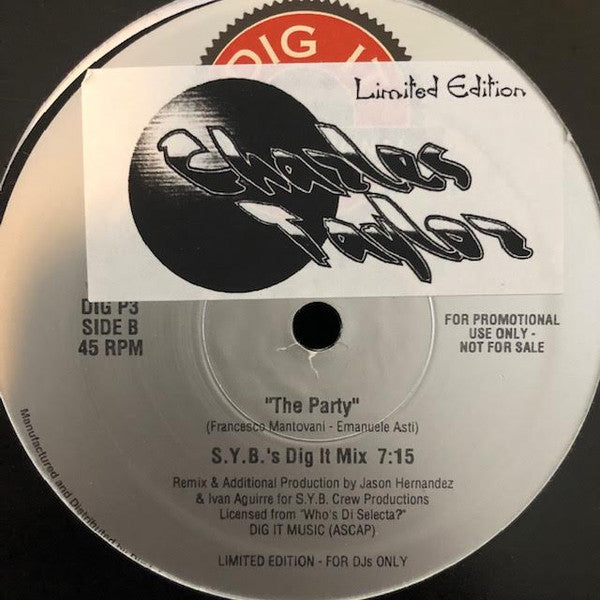 DIG
Limited Edition
Charles
Taylor
DIG P3
SIDE B
45 RPM
FOR PROMOTIONAL
USE ONLY -
NOT FOR SALE
"The Party"
(Francesco Mantovani - Emanuele Asti)
S.Y.B.'s Dig It Mix 7:15
Remix & Additional Production by Jason Hernandez
& Ivan Aguirre for S.Y.B. Crew Productions
Licensed from "Who's Di Selecta?"
DIG IT MUSIC (ASCAP)
LIMITED EDITION - FOR DJs ONLY
Manufactured and Distributed by